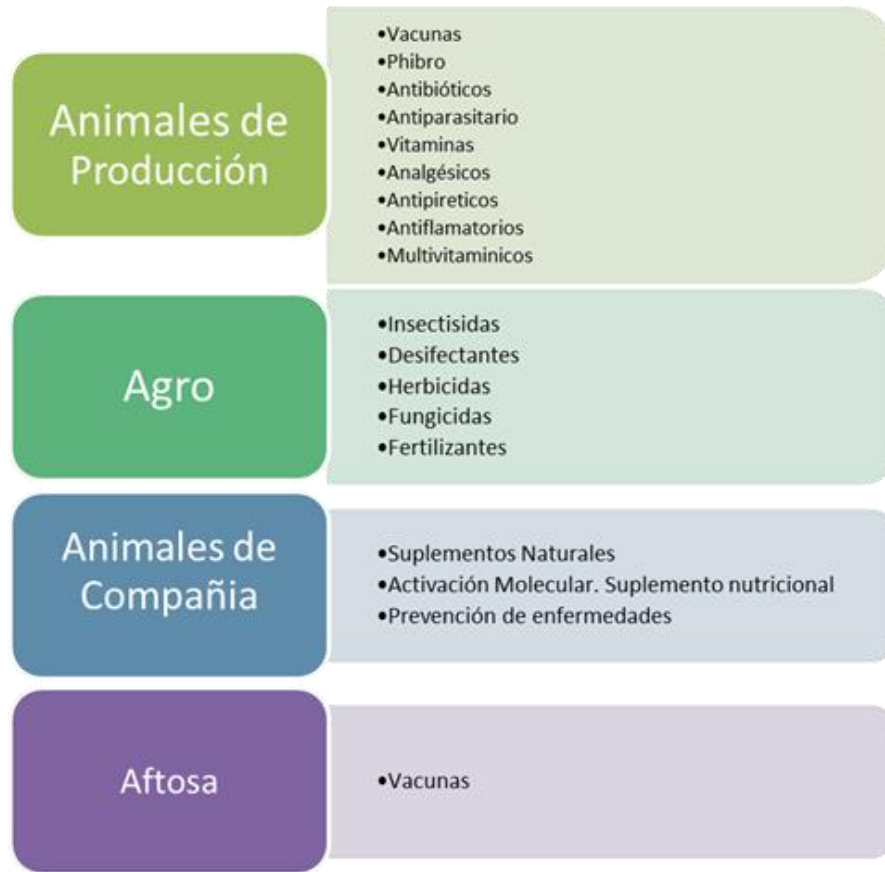 Animales de
Producción
•Vacunas
•Phibro
•Antibióticos
•Antiparasitario
•Vitaminas
•Analgésicos
•Antipireticos
•Antiflamatorios
•Multivitaminicos
Agro
•Insectisidas
•Desifectantes
•Herbicidas
•Fungicidas
•Fertilizantes
Animales de
Compañia
•Suplementos Naturales
•Activación Molecular. Suplemento nutricional
•Prevención de enfermedades
Aftosa
•Vacunas